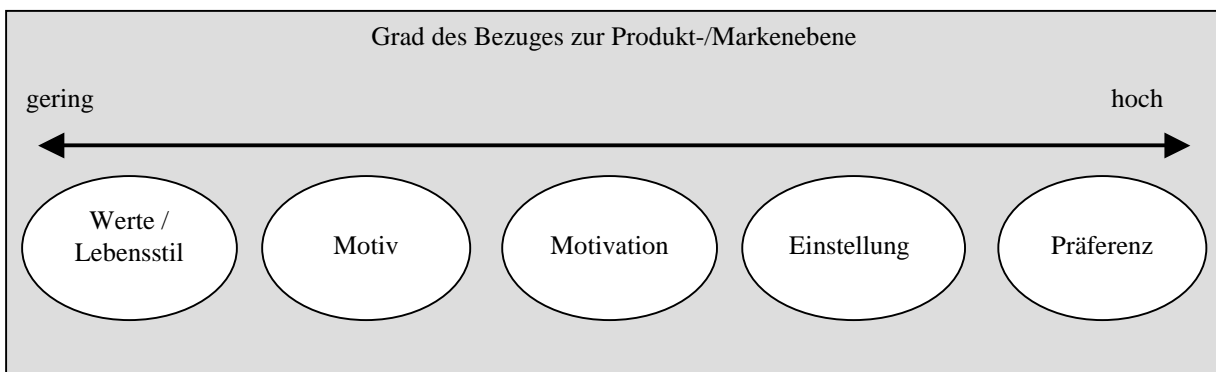 Grad des Bezuges zur Produkt-/Markenebene
gering
hoch
Werte /
Lebensstil
Motiv
Motivation
Einstellung
Präferenz